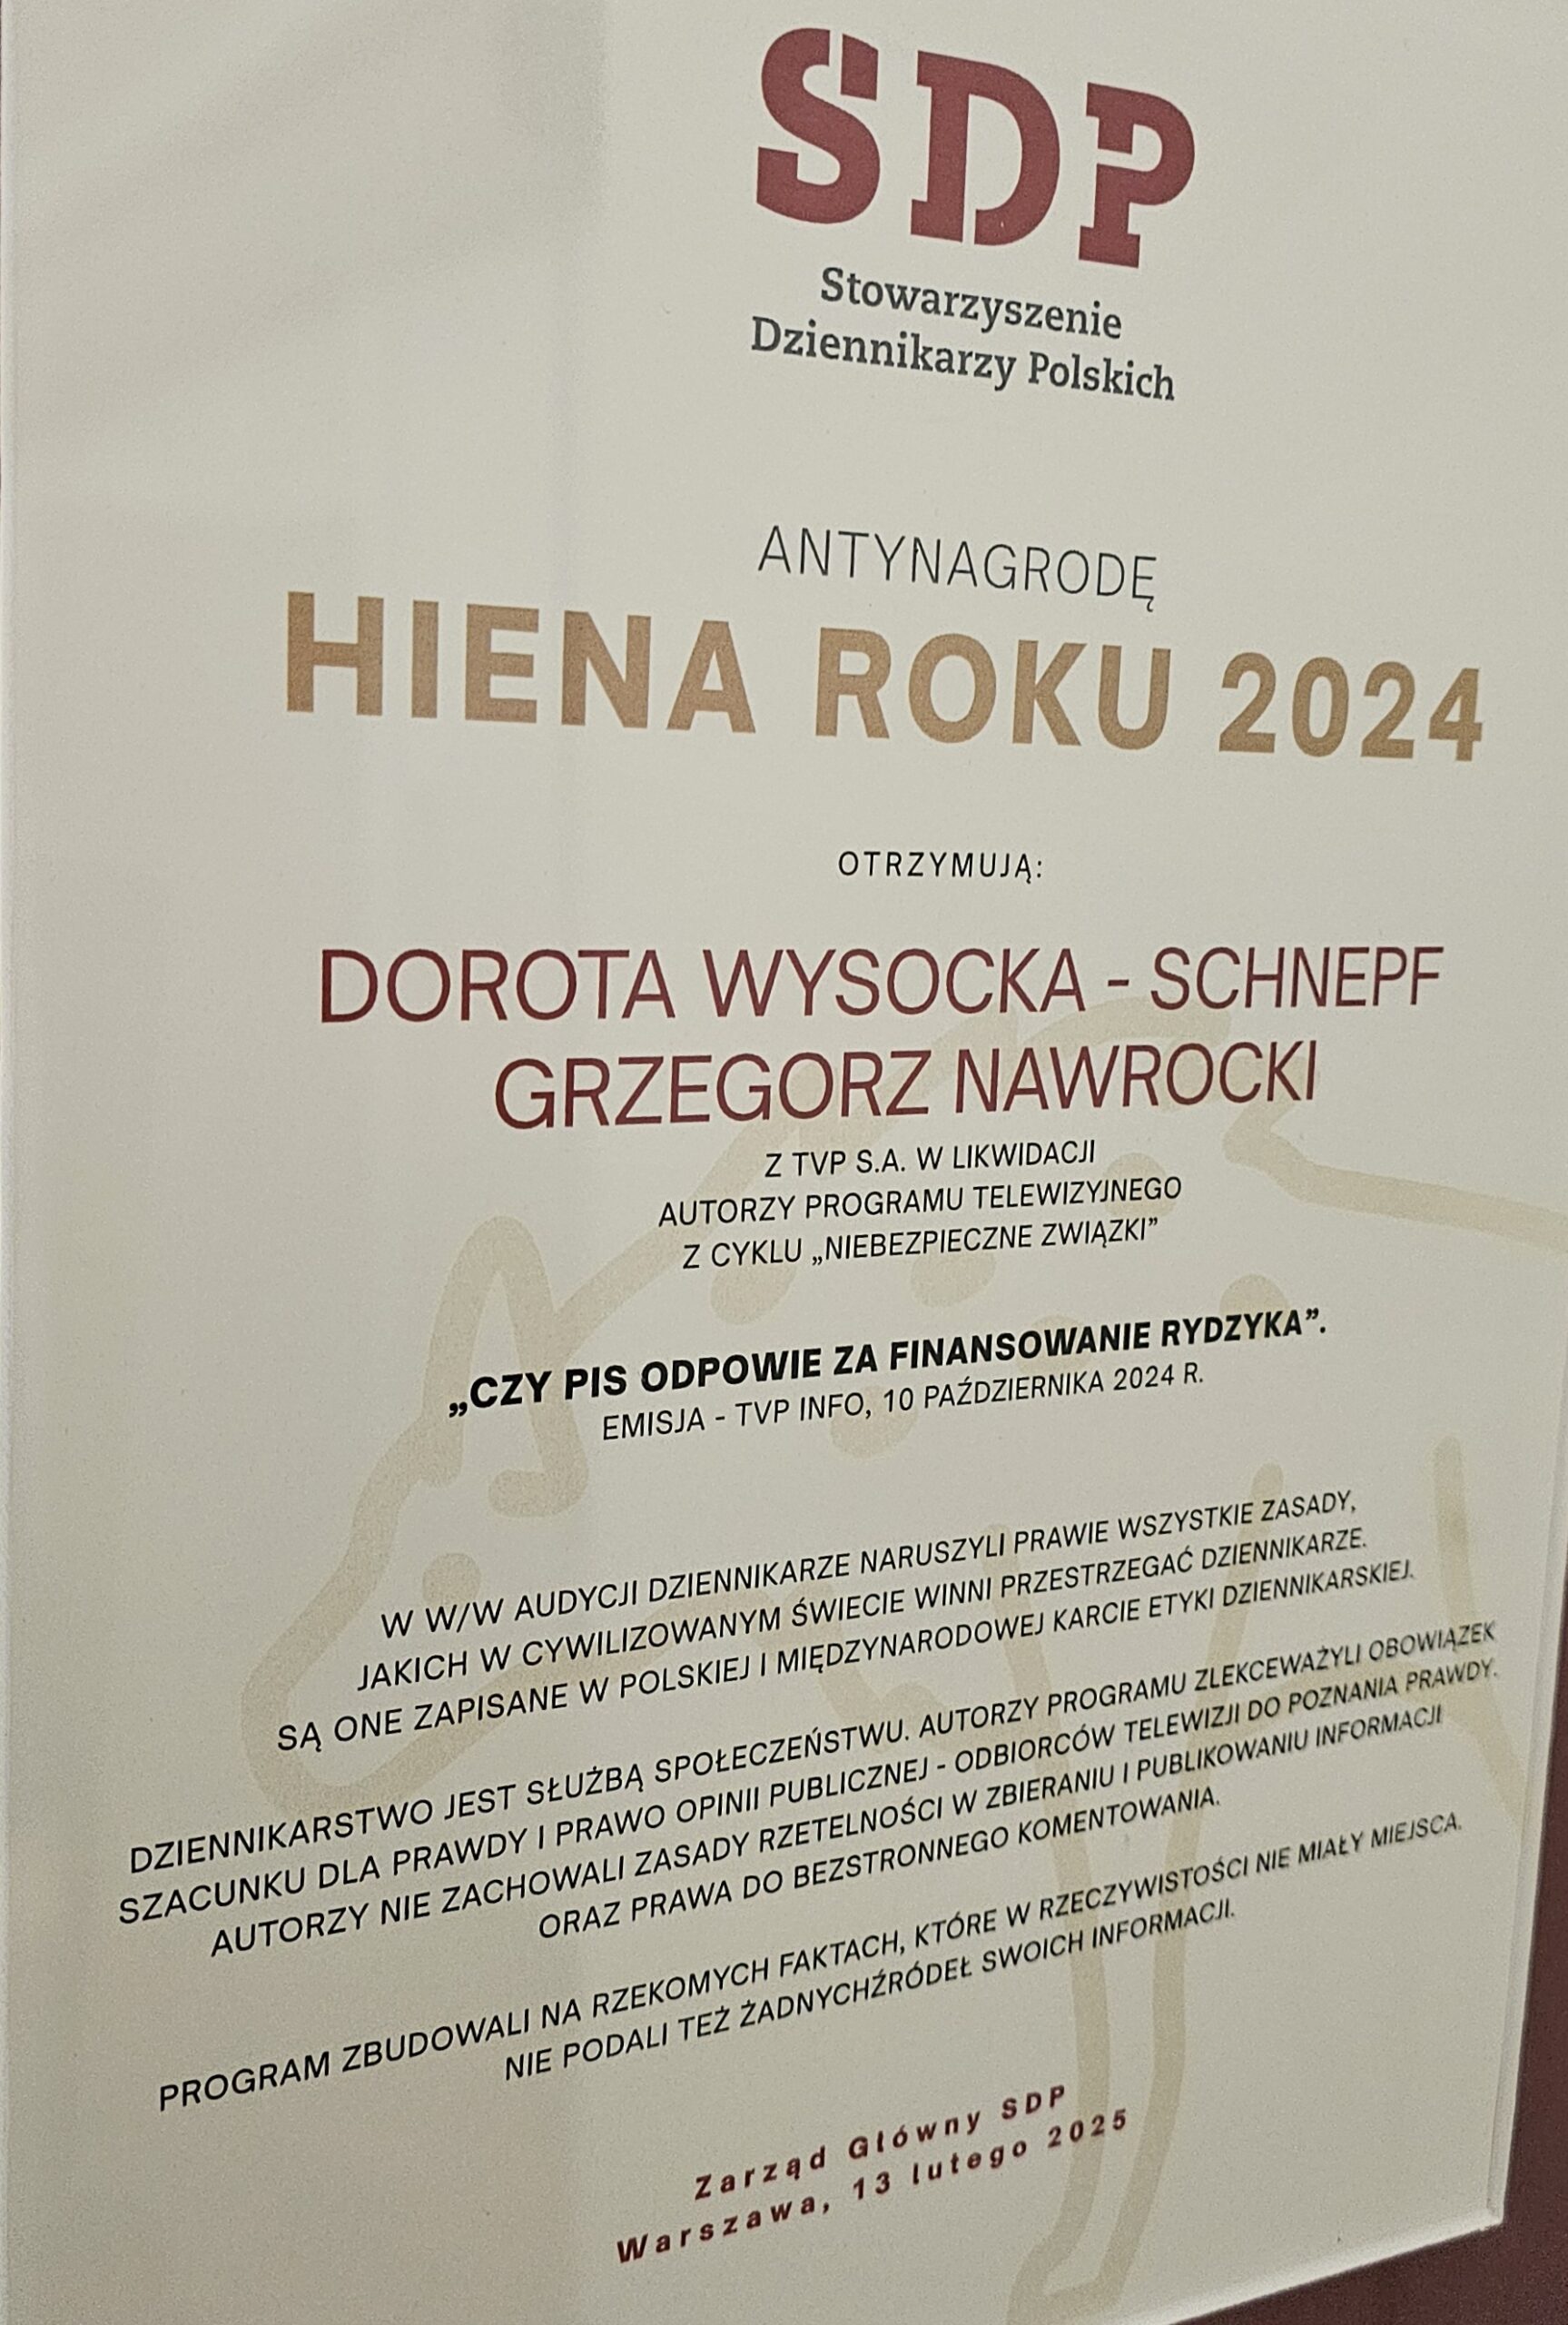 SDP
Stowarzyszenie
Dziennikarzy Polskich
ANTYNAGRODĘ
HIENA ROKU 2024
OTRZYMUJĄ:
DOROTA WYSOCKA - SCHNEPF
GRZEGORZ NAWROCKI
Z TVP S.A. W LIKWIDACJI
AUTORZY PROGRAMU TELEWIZYJNEGO
Z CYKLU „NIEBEZPIECZNE ZWIĄZKI”
„CZY PIS ODPOWIE ZA FINANSOWANIE RYDZYKA”.
EMISJA - TVP INFO, 10 PAŹDZIERNIKA 2024 R.
W W/W AUDYCJI DZIENNIKARZE NARUSZYLI PRAWIE WSZYSTKIE ZASADY,
JAKICH W CYWILIZOWANYM ŚWIECIE WINNI PRZESTRZEGAĆ DZIENNIKARZE.
SĄ ONE ZAPISANE W POLSKIEJ I MIĘDZYNARODOWEJ KARCIE ETYKI DZIENNIKARSKIEJ.
DZIENNIKARSTWO JEST SŁUŻBĄ SPOŁECZEŃSTWU. AUTORZY PROGRAMU ZLEKCEWAŻYLI OBOWIĄZEK
SZACUNKU DLA PRAWDY I PRAWO OPINII PUBLICZNEJ - ODBIORCÓW TELEWIZJI DO POZNANIA PRAWDY.
AUTORZY NIE ZACHOWALI ZASADY RZETELNOŚCI W ZBIERANIU I PUBLIKOWANIU INFORMACJI
ORAZ PRAWA DO BEZSTRONNEGO KOMENTOWANIA.
PROGRAM ZBUDOWALI NA RZEKOMYCH FAKTACH, KTÓRE W RZECZYWISTOŚCI NIE MIAŁY MIEJSCA.
NIE PODALI TEŻ ŻADNYCHŹRÓDEŁ SWOICH INFORMACJI.
Zarząd Główny SDP
Warszawa, 13 lutego 2025